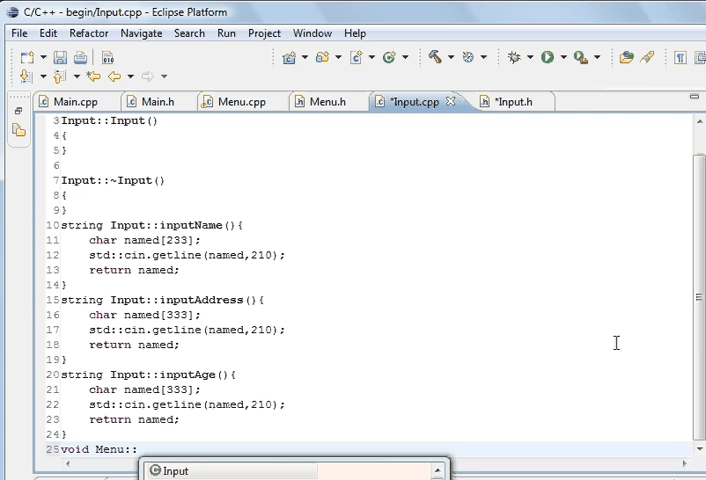 C/C++ - begin/Input.cpp - Eclipse Platform
File Edit Refactor Navigate Search Run Project Window Help
Main.cpp Main.h Menu.cpp Menu.h *Input.cpp *Input.h
3 Input::Input()
4 {
5 }
6
7 Input::~Input()
8 {
9 }
10 string Input::inputName(){
11 char named[233];
12 std::cin.getline(named,210);
13 return named;
14 }
15 string Input::inputAddress(){
16 char named[333];
17 std::cin.getline(named,210);
18 return named;
19 }
20 string Input::inputAge(){
21 char named[333];
22 std::cin.getline(named,210);
23 return named;
24 }
25 void Menu::
Input